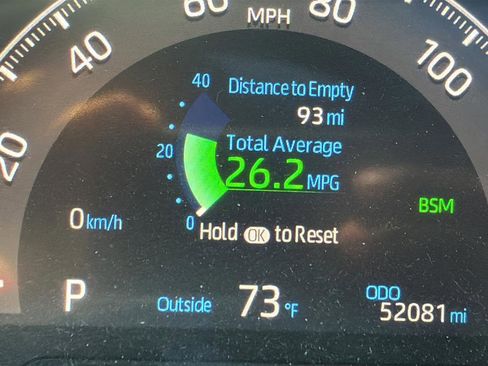 MPH
80
40
100
20
40
Distance to Empty
93 mi
20
Total Average
26.2 MPG
BSM
0 km/h
0
Hold OK to Reset
P
Outside 73 °F
ODO
52081 mi